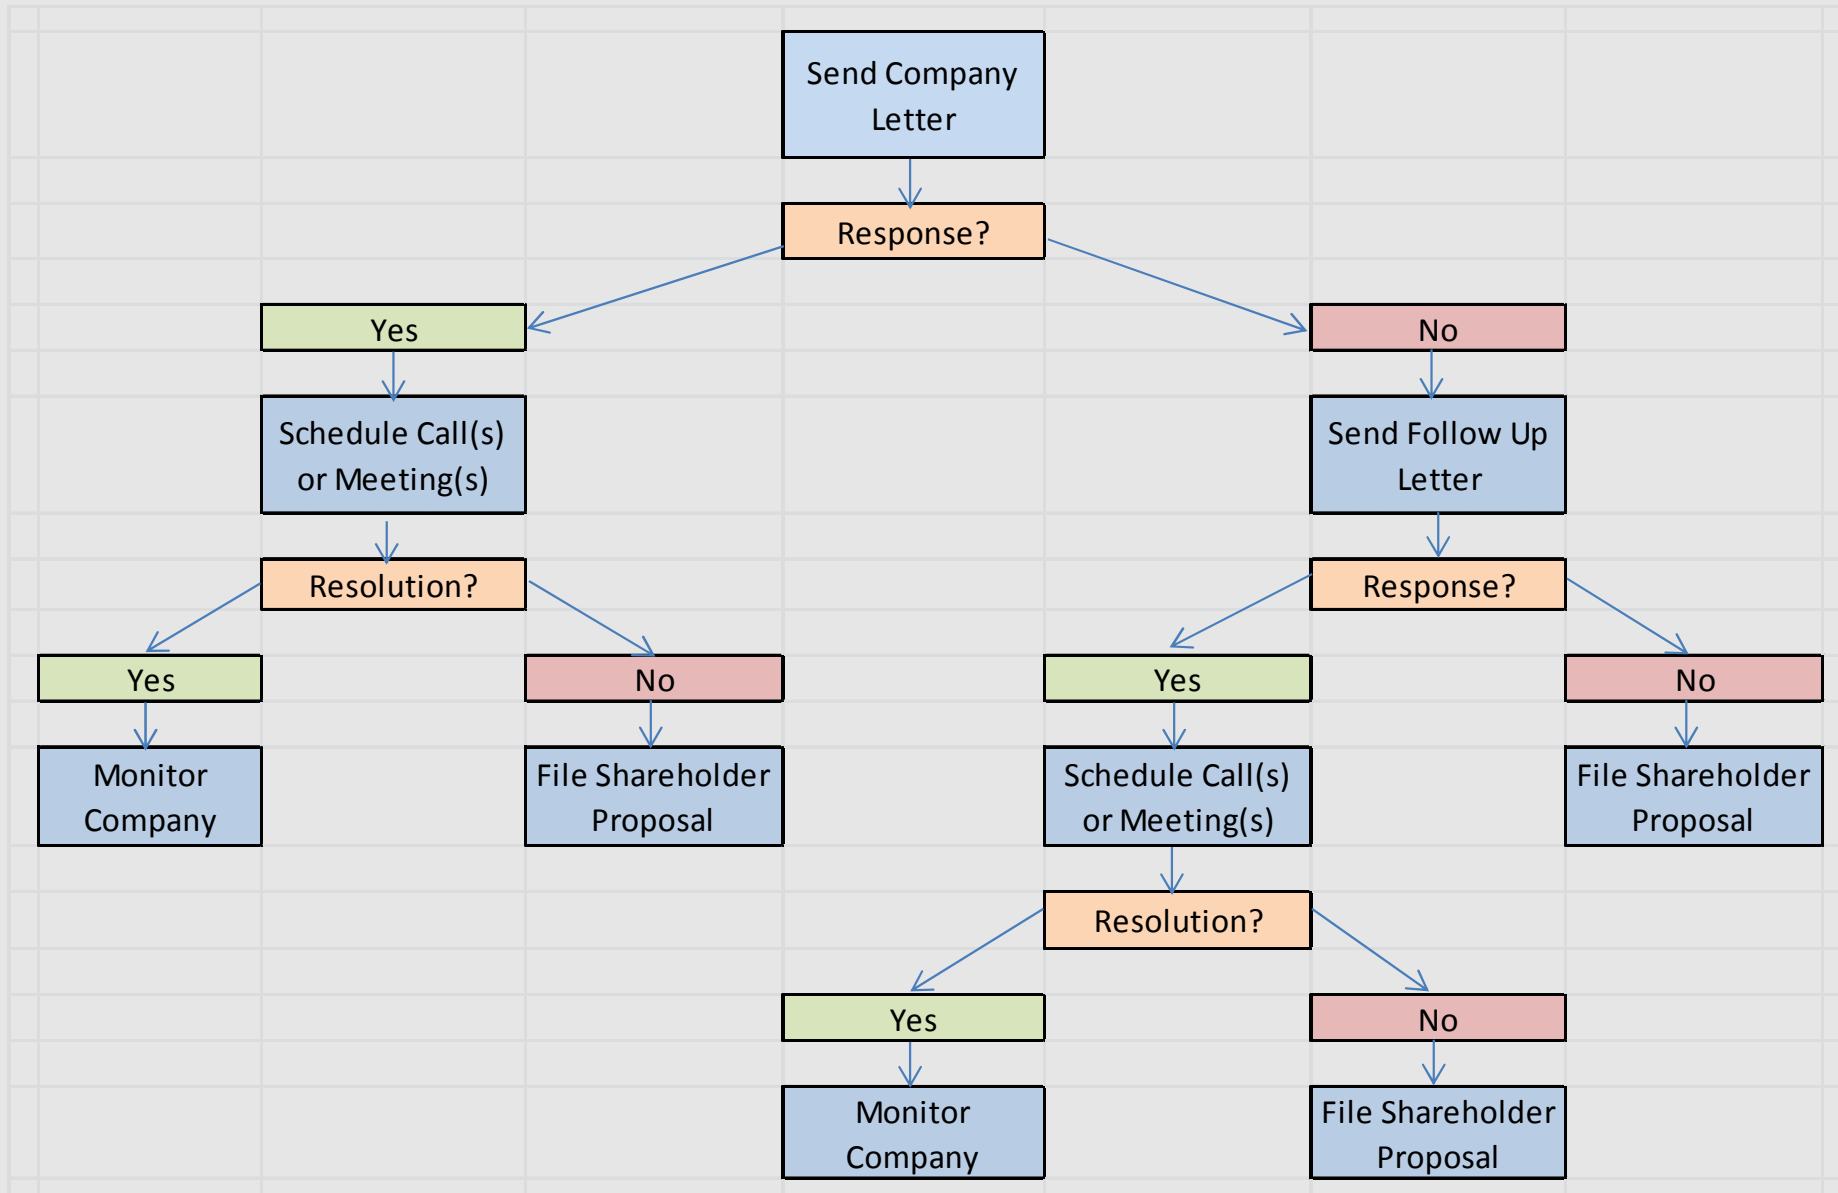 Send Company
Letter
Response?
Yes
No
Schedule Call(s)
or Meeting(s)
Send Follow Up
Letter
Resolution?
Response?
Yes
No
Yes
No
Monitor
Company
File Shareholder
Proposal
Schedule Call(s)
or Meeting(s)
File Shareholder
Proposal
Resolution?
Yes
No
Monitor
Company
File Shareholder
Proposal